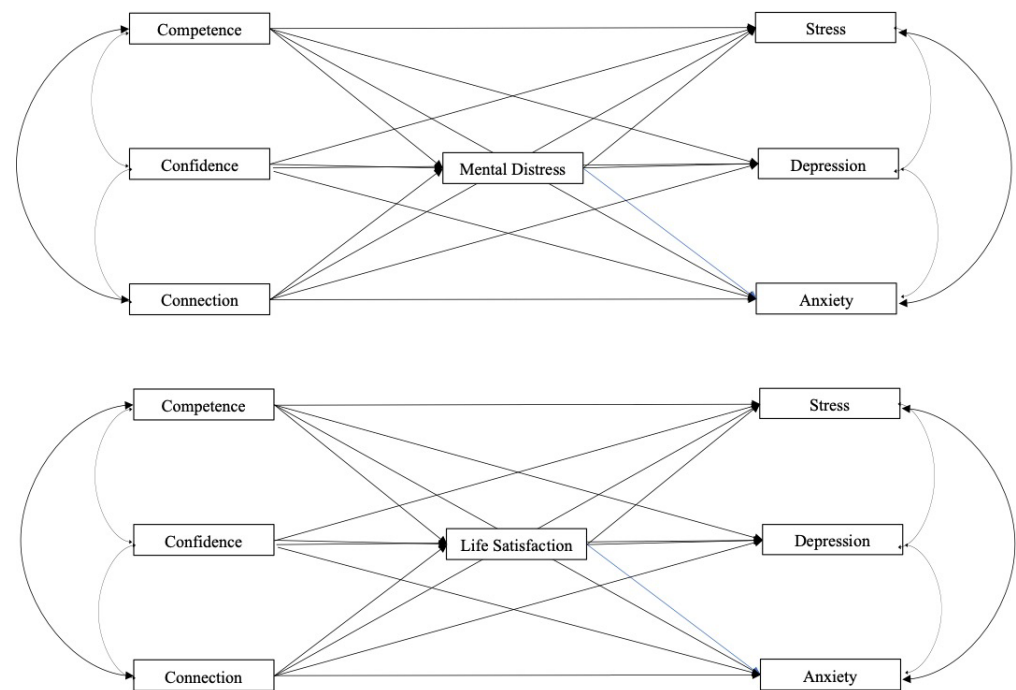 Competence
Stress
Confidence
Mental Distress
Depression
Connection
Anxiety
Competence
Stress
Confidence
Life Satisfaction
Depression
Connection
Anxiety